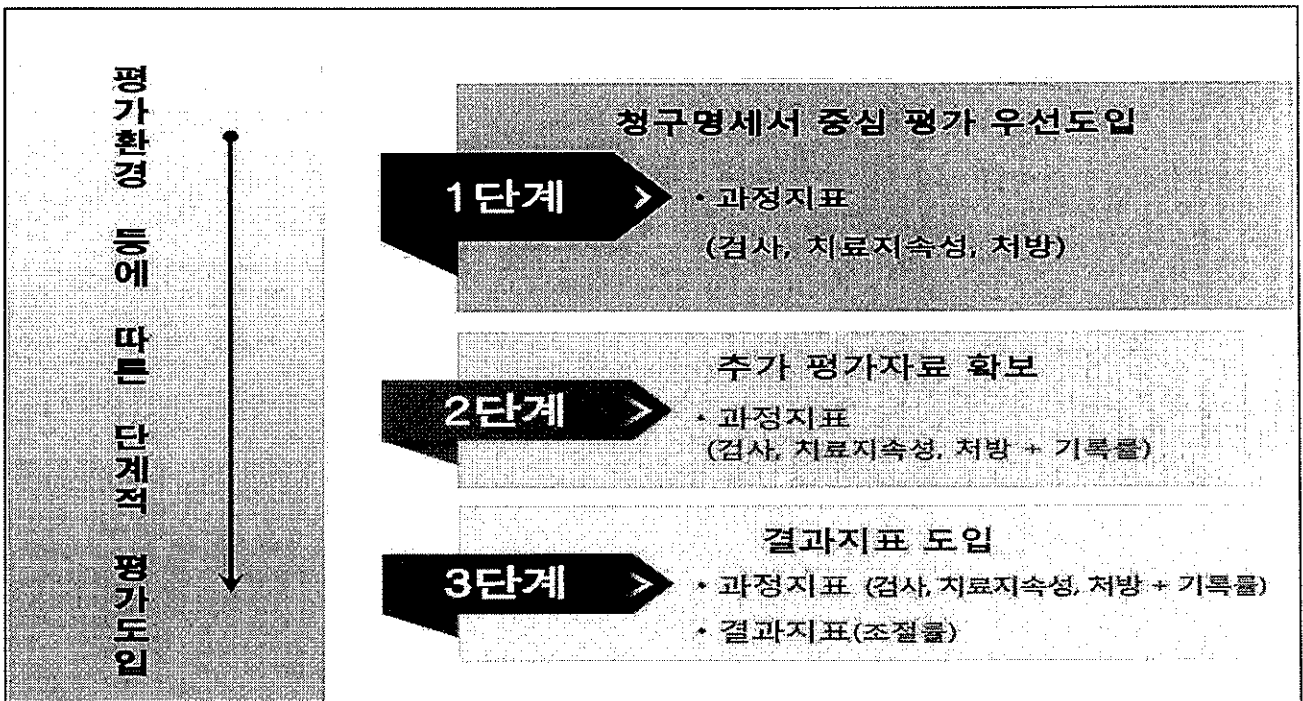 평가환경 등에 따른 단계적 평가도입
청구명세서 중심 평가 우선도입
1단계
• 과정지표
(검사, 치료지속성, 처방)
추가 평가자료 확보
2단계
• 과정지표
(검사, 치료지속성, 처방 + 기록률)
결과지표 도입
3단계
• 과정지표 (검사, 치료지속성, 처방 + 기록률)
• 결과지표(조절률)